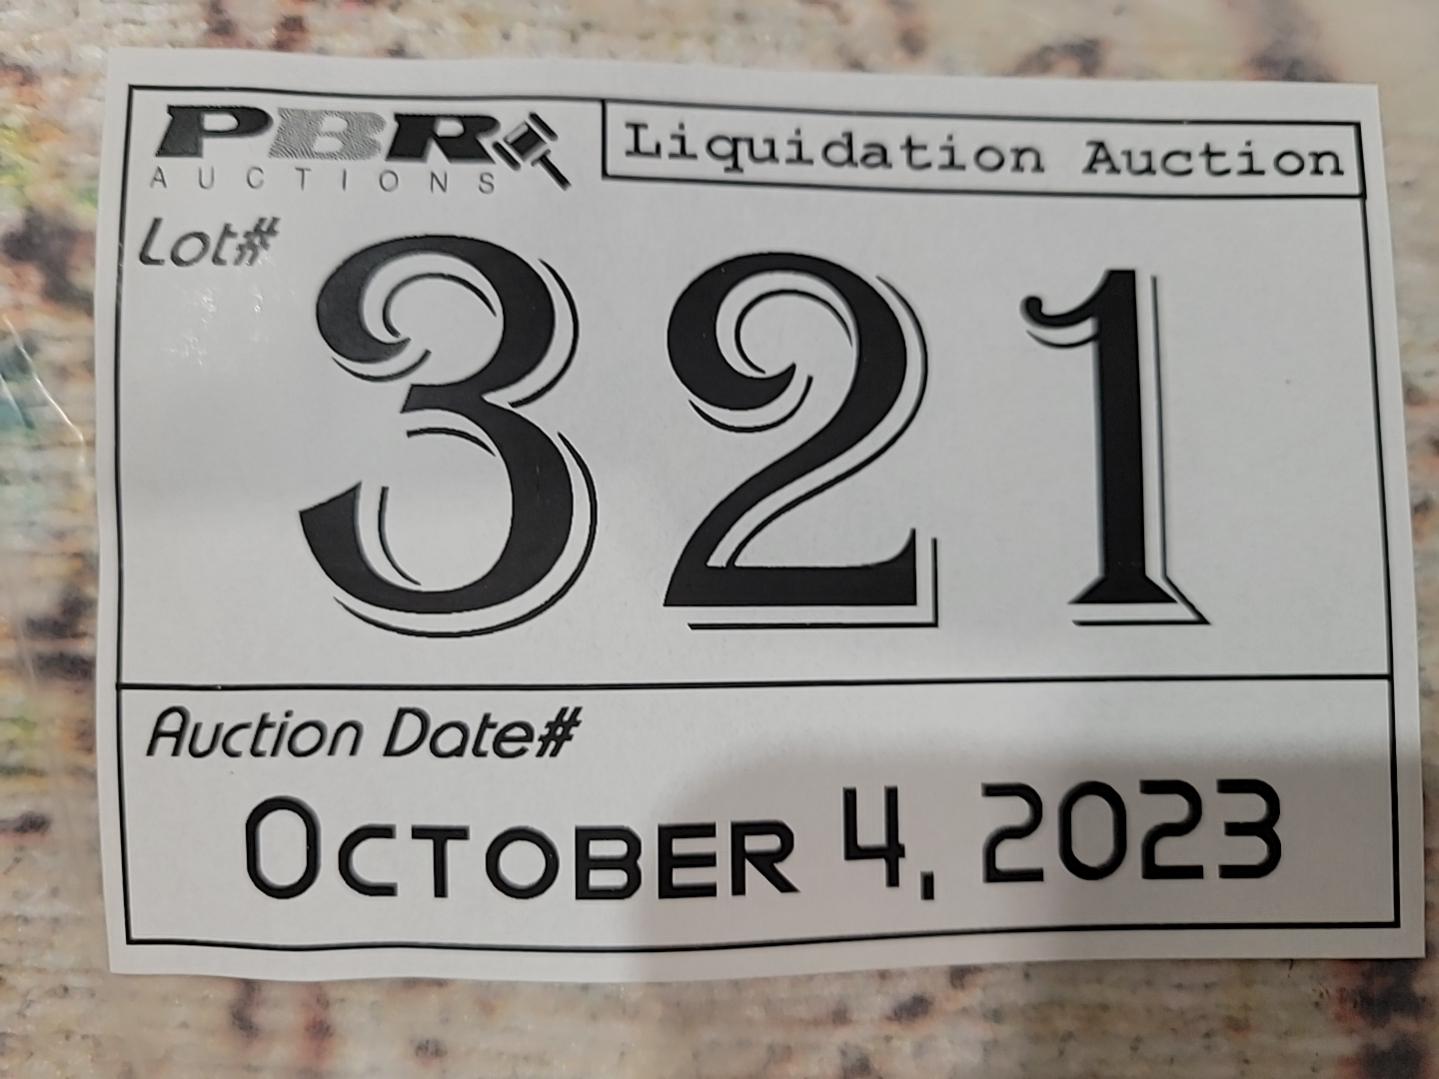 PBR
AUCTIONS
Liquidation Auction
Lot#
321
Auction Date#
October 4, 2023